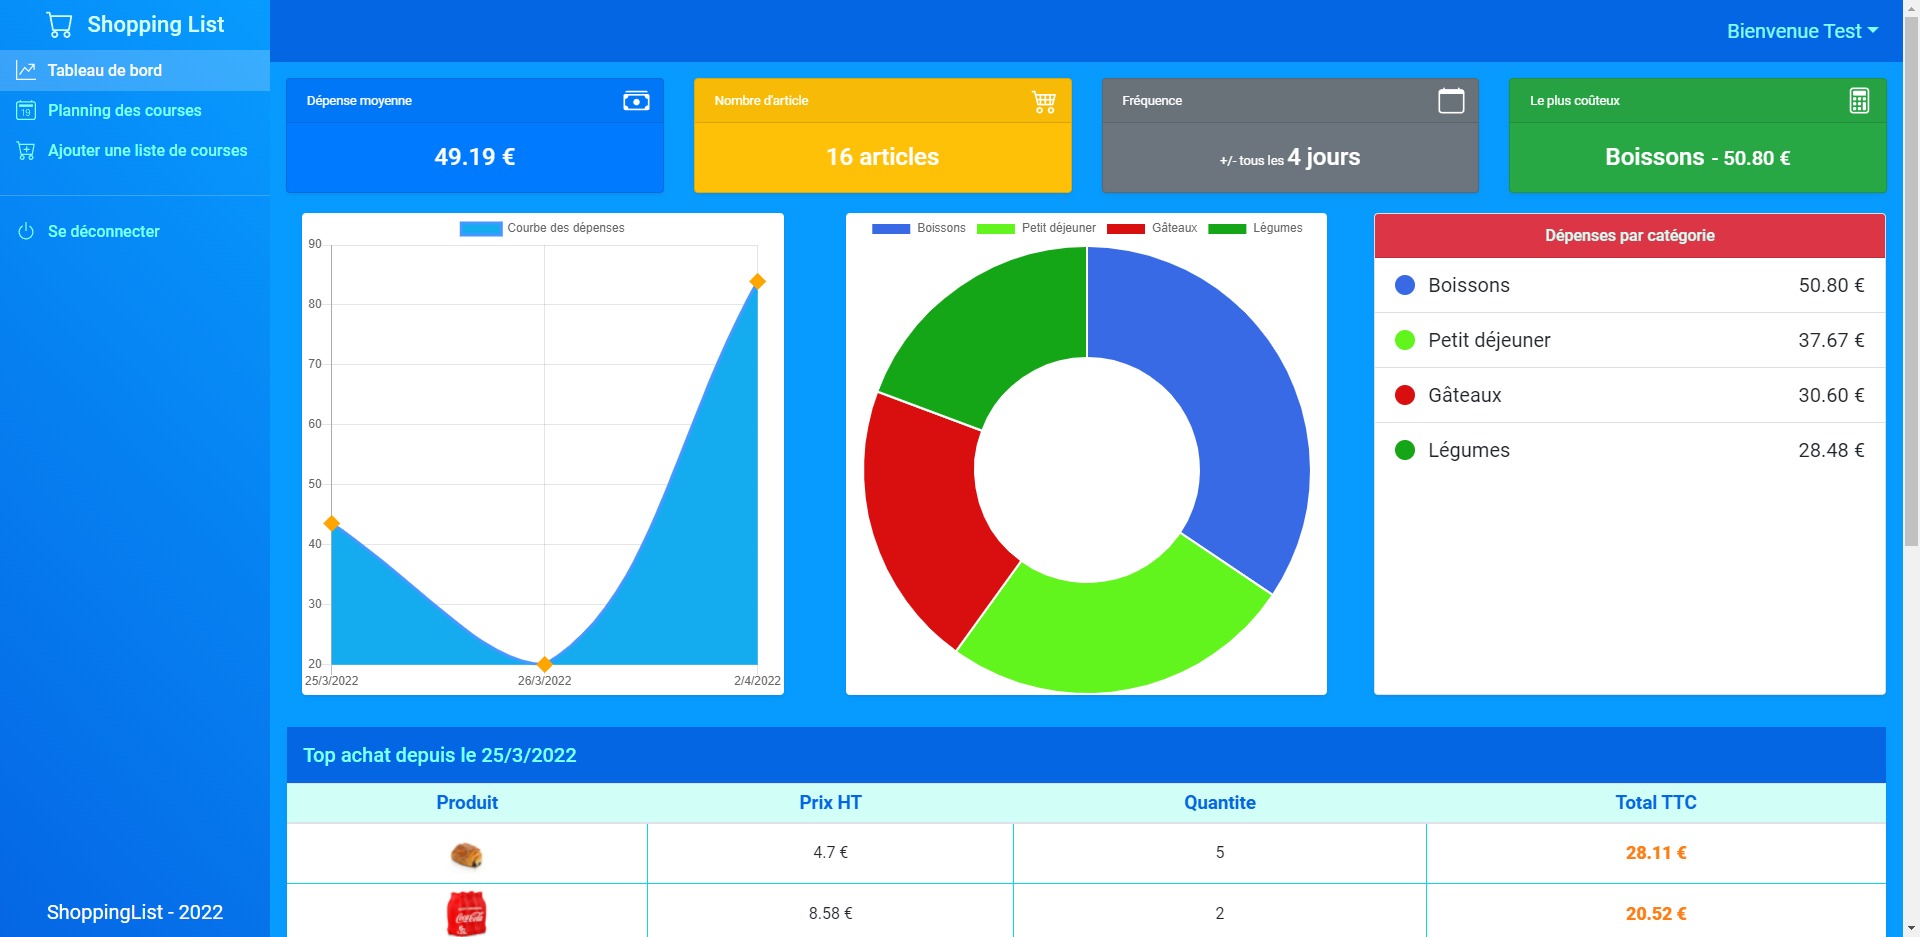 Shopping List
Bienvenue Test
Tableau de bord
19
Planning des courses
Ajouter une liste de courses
Se déconnecter
ShoppingList - 2022
Dépense moyenne
49.19 €
Nombre d'article
16 articles
Fréquence
+/- tous les 4 jours
Le plus coûteux
Boissons - 50.80 €
Courbe des dépenses
90
80
70
60
50
40
30
20
25/3/2022 26/3/2022 2/4/2022
Boissons Petit déjeuner Gâteaux Légumes
Dépenses par catégorie
Boissons 50.80 €
Petit déjeuner 37.67 €
Gâteaux 30.60 €
Légumes 28.48 €
Top achat depuis le 25/3/2022
Produit Prix HT Quantite Total TTC
4.7 € 5 28.11 €
Coca-Cola
8.58 € 2 20.52 €